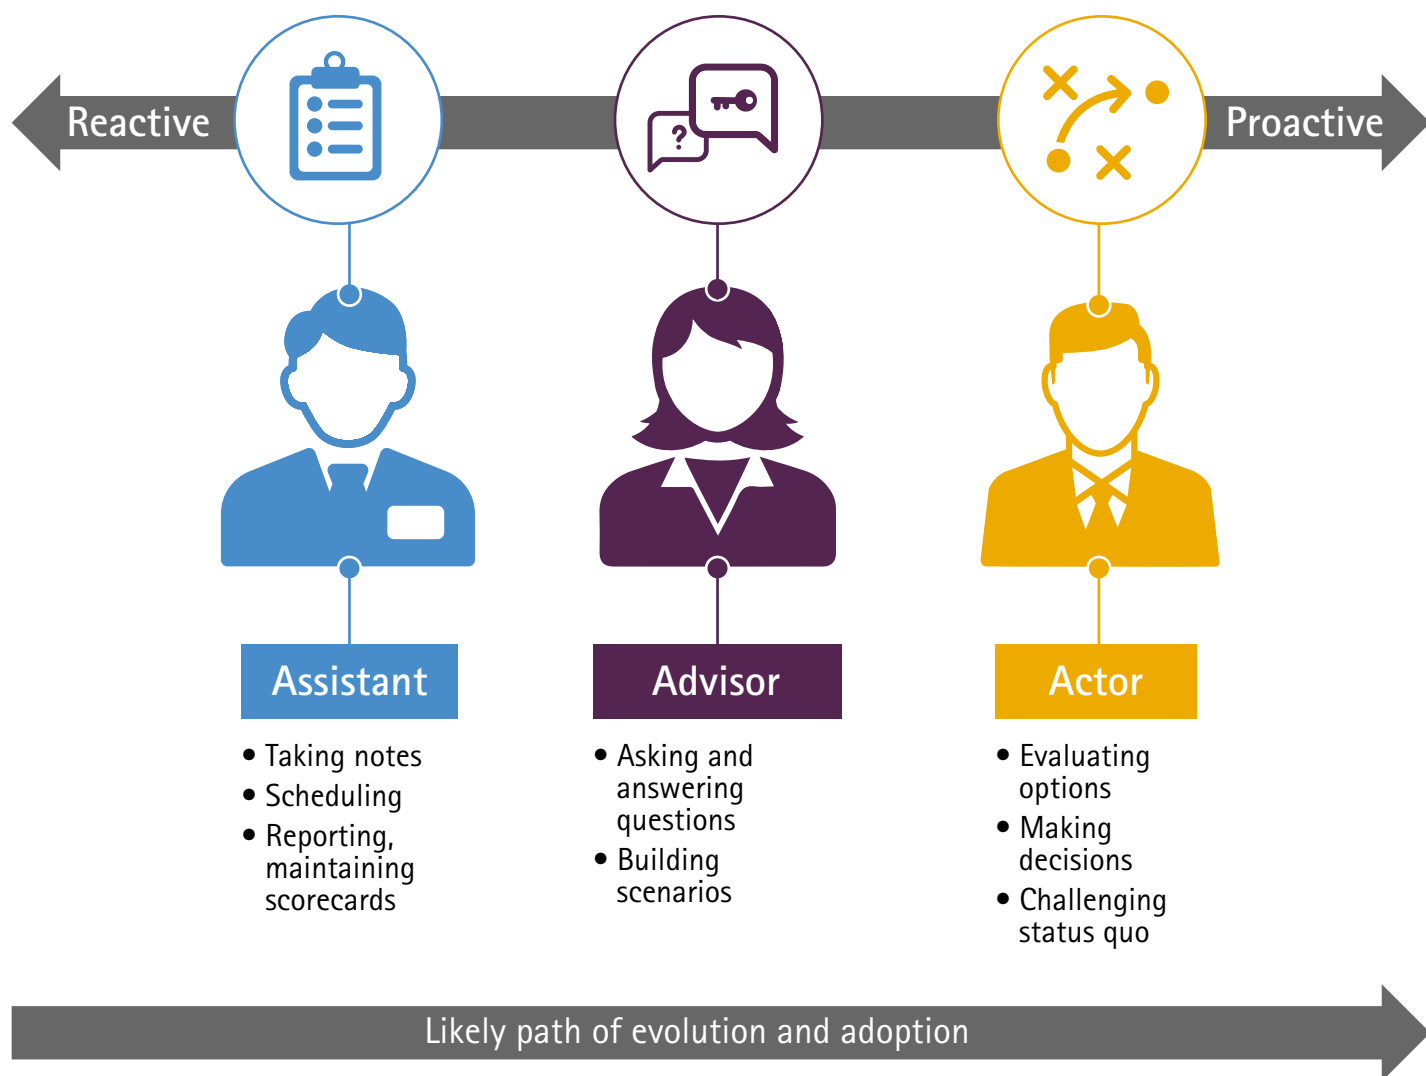 Reactive
Proactive
?
Assistant
• Taking notes
• Scheduling
• Reporting,
maintaining
scorecards
Advisor
• Asking and
answering
questions
• Building
scenarios
Actor
• Evaluating
options
• Making
decisions
• Challenging
status quo
Likely path of evolution and adoption